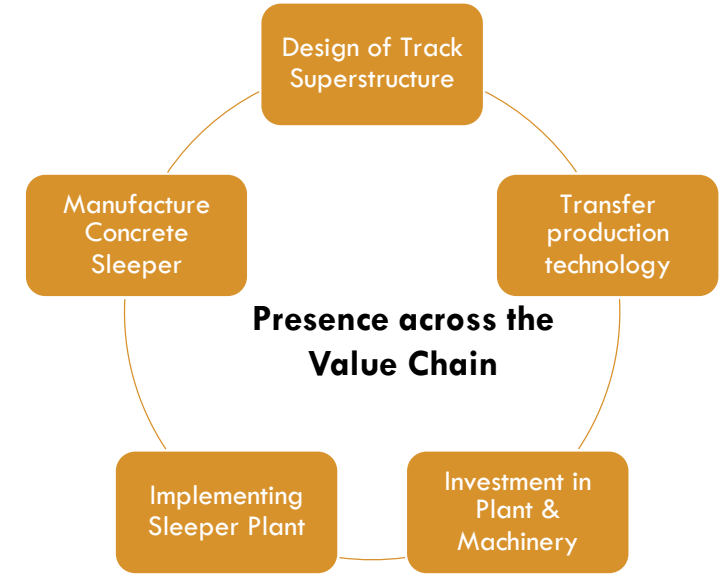 Design of Track
Superstructure
Transfer
production
technology
Investment in
Plant &
Machinery
Implementing
Sleeper Plant
Manufacture
Concrete
Sleeper
Presence across the
Value Chain